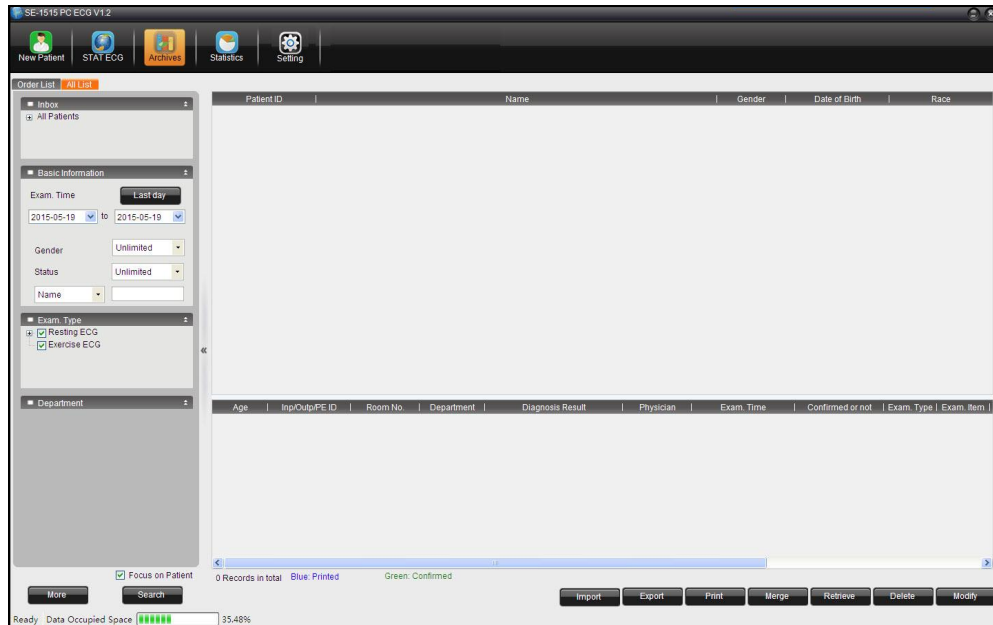 SE-1515 PC ECG V1.2
New Patient STAT ECG Archives Statistics Setting
Order List All List
Inbox
All Patients
Basic Information
Exam. Time Last day
2015-05-19 to 2015-05-19
Gender Unlimited
Status Unlimited
Name
Exam. Type
Resting ECG
Exercise ECG
Department
Patient ID Name Gender Date of Birth Race
Age Inp/Outp/PE ID Room No. Department Diagnosis Result Physician Exam. Time Confirmed or not Exam. Type Exam. Item
Focus on Patient
0 Records in total Blue: Printed Green: Confirmed
More Search
Import Export Print Merge Retrieve Delete Modify
Ready Data Occupied Space 35.48%